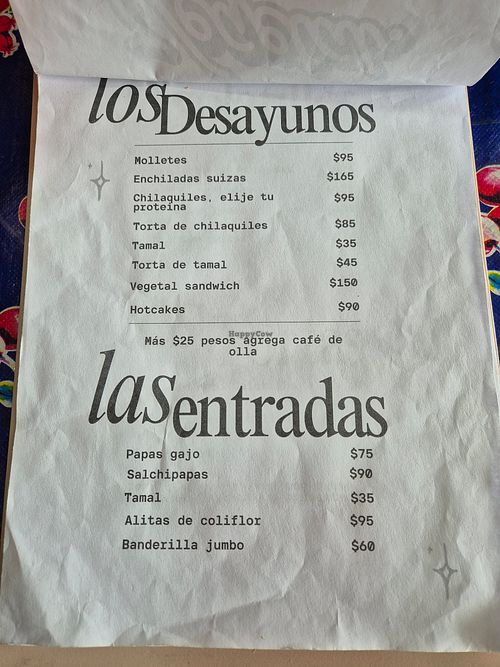 los Desayunos
Molletes $95
Enchiladas suizas $165
Chilaquiles, elije tu $95
proteína
Torta de chilaquiles $85
Tamal $35
Torta de tamal $45
Vegetal sandwich $150
Hotcakes $90
HappyCow
Más $25 pesos agrega café de
olla
las entradas
Papas gajo $75
Salchipapas $90
Tamal $35
Alitas de coliflor $95
Banderilla jumbo $60